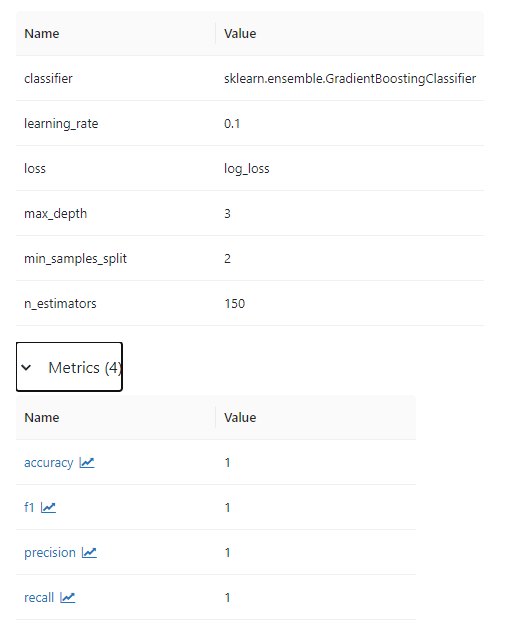 Name Value
classifier sklearn.ensemble.GradientBoostingClassifier
learning_rate 0.1
loss log_loss
max_depth 3
min_samples_split 2
n_estimators 150
Metrics (4)
Name Value
accuracy 1
f1 1
precision 1
recall 1